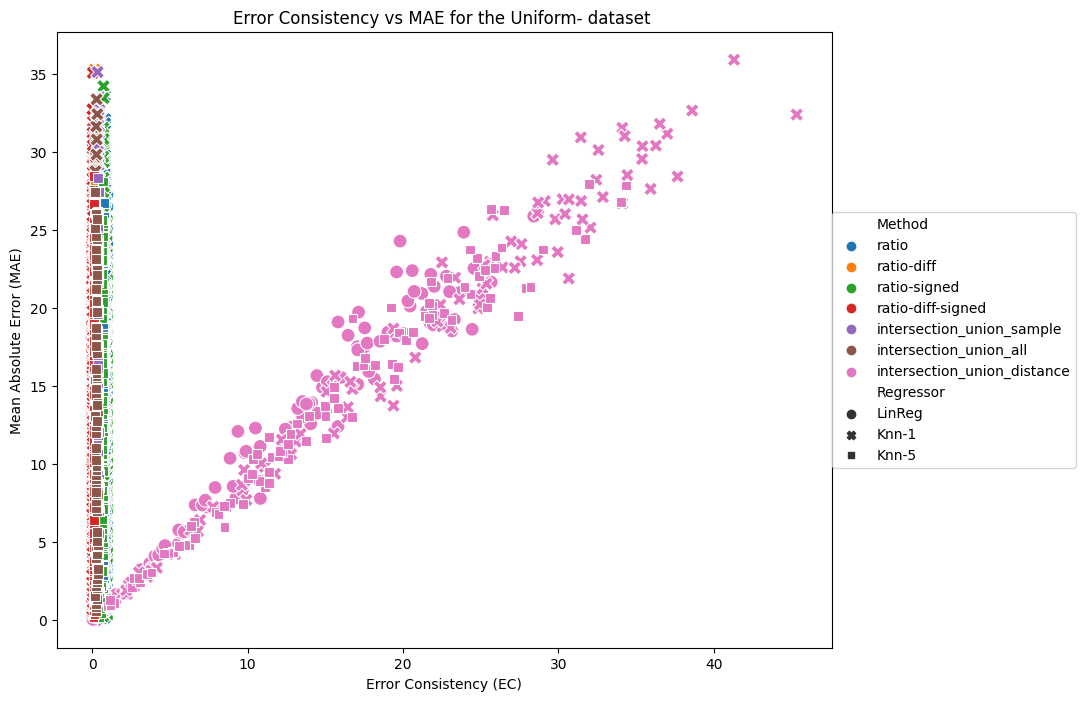 Error Consistency vs MAE for the Uniform- dataset
Mean Absolute Error (MAE)
35
30
25
20
15
10
5
0
0 10 20 30 40
Error Consistency (EC)
Method
ratio
ratio-diff
ratio-signed
ratio-diff-signed
intersection_union_sample
intersection_union_all
intersection_union_distance
Regressor
LinReg
Knn-1
Knn-5